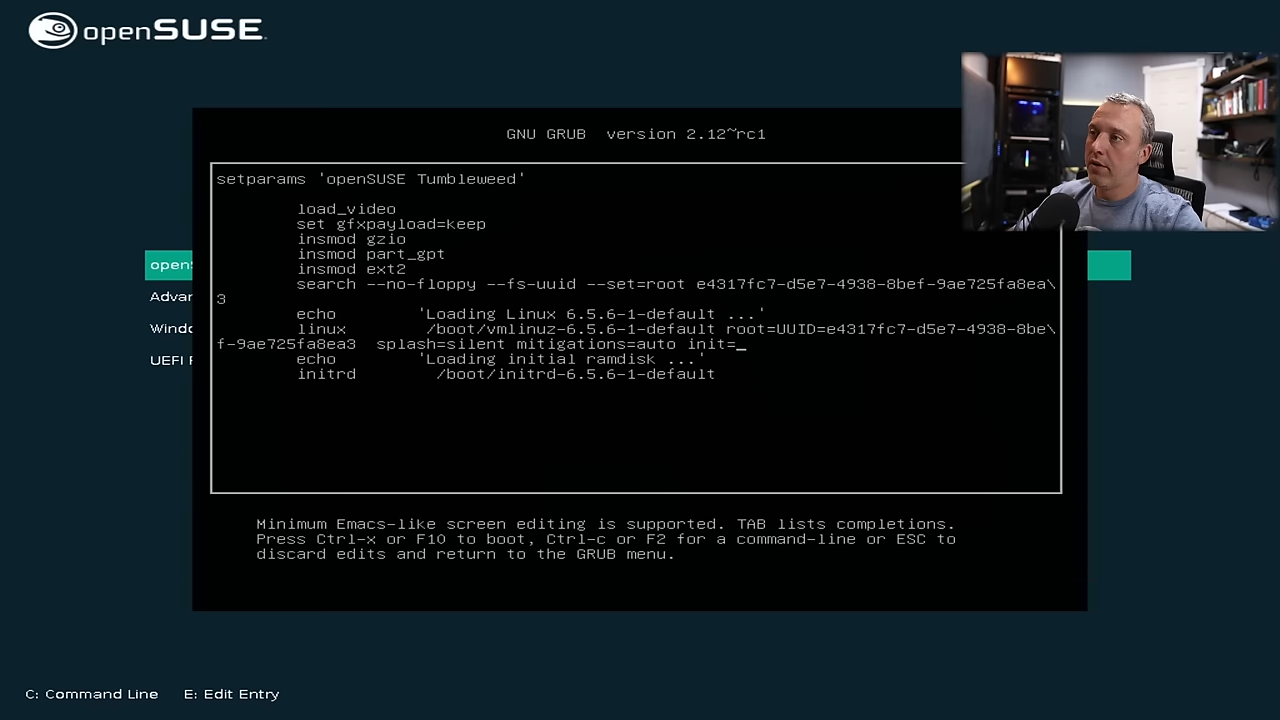 openSUSE
GNU GRUB version 2.12~rc1
setparams 'openSUSE Tumbleweed'
load_video
set gfxpayload=keep
insmod gzio
insmod part_gpt
insmod ext2
search --no-floppy --fs-uuid --set=root e4317fc7-d5e7-4938-8bef-9ae725fa8ea\
3
echo 'Loading Linux 6.5.6-1-default ...'
linux /boot/vmlinuz-6.5.6-1-default root=UUID=e4317fc7-d5e7-4938-8be\
f-9ae725fa8ea3 splash=silent mitigations=auto init=_
echo 'Loading initial ramdisk ...'
initrd /boot/initrd-6.5.6-1-default
open
Advan
Windo
UEFI F
Minimum Emacs-like screen editing is supported. TAB lists completions.
Press Ctrl-x or F10 to boot, Ctrl-c or F2 for a command-line or ESC to
discard edits and return to the GRUB menu.
C: Command Line E: Edit Entry